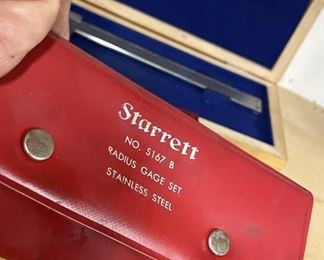 Starrett
NO. S167 B
RADIUS GAGE SET
STAINLESS STEEL